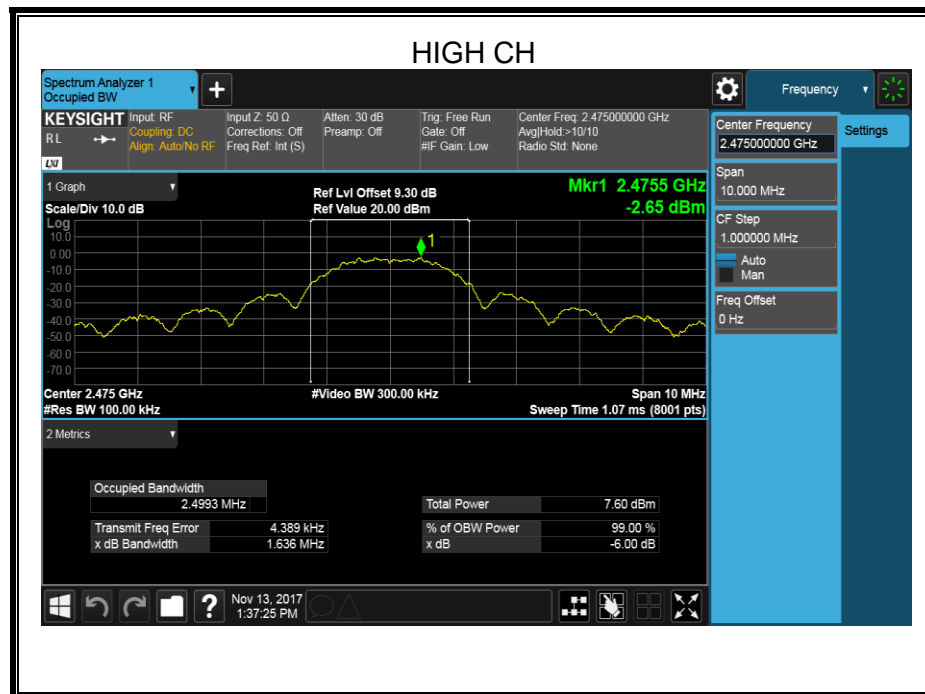 HIGH CH
Spectrum Analyzer 1
Occupied BW
+
Frequency
KEYSIGHT
RL
LXI
Input: RF
Coupling: DC
Align: Auto/No RF
Input Z: 50 Ω
Corrections: Off
Freq Ref: Int (S)
Atten: 30 dB
Preamp: Off
Trig: Free Run
Gate: Off
#IF Gain: Low
Center Freq: 2.475000000 GHz
Avg|Hold:>10/10
Radio Std: None
Center Frequency
2.475000000 GHz
Settings
Span
10.000 MHz
CF Step
1.000000 MHz
Auto
Man
Freq Offset
0 Hz
1 Graph
Scale/Div 10.0 dB
Ref Lvl Offset 9.30 dB
Ref Value 20.00 dBm
Mkr1 2.4755 GHz
-2.65 dBm
Log
10.0
0.00
-10.0
-20.0
-30.0
-40.0
-50.0
-60.0
-70.0
1
Center 2.475 GHz
#Video BW 300.00 kHz
Span 10 MHz
#Res BW 100.00 kHz
Sweep Time 1.07 ms (8001 pts)
2 Metrics
Occupied Bandwidth
2.4993 MHz
Total Power 7.60 dBm
Transmit Freq Error 4.389 kHz
% of OBW Power 99.00 %
x dB Bandwidth 1.636 MHz
x dB -6.00 dB
?
Nov 13, 2017
1:37:25 PM